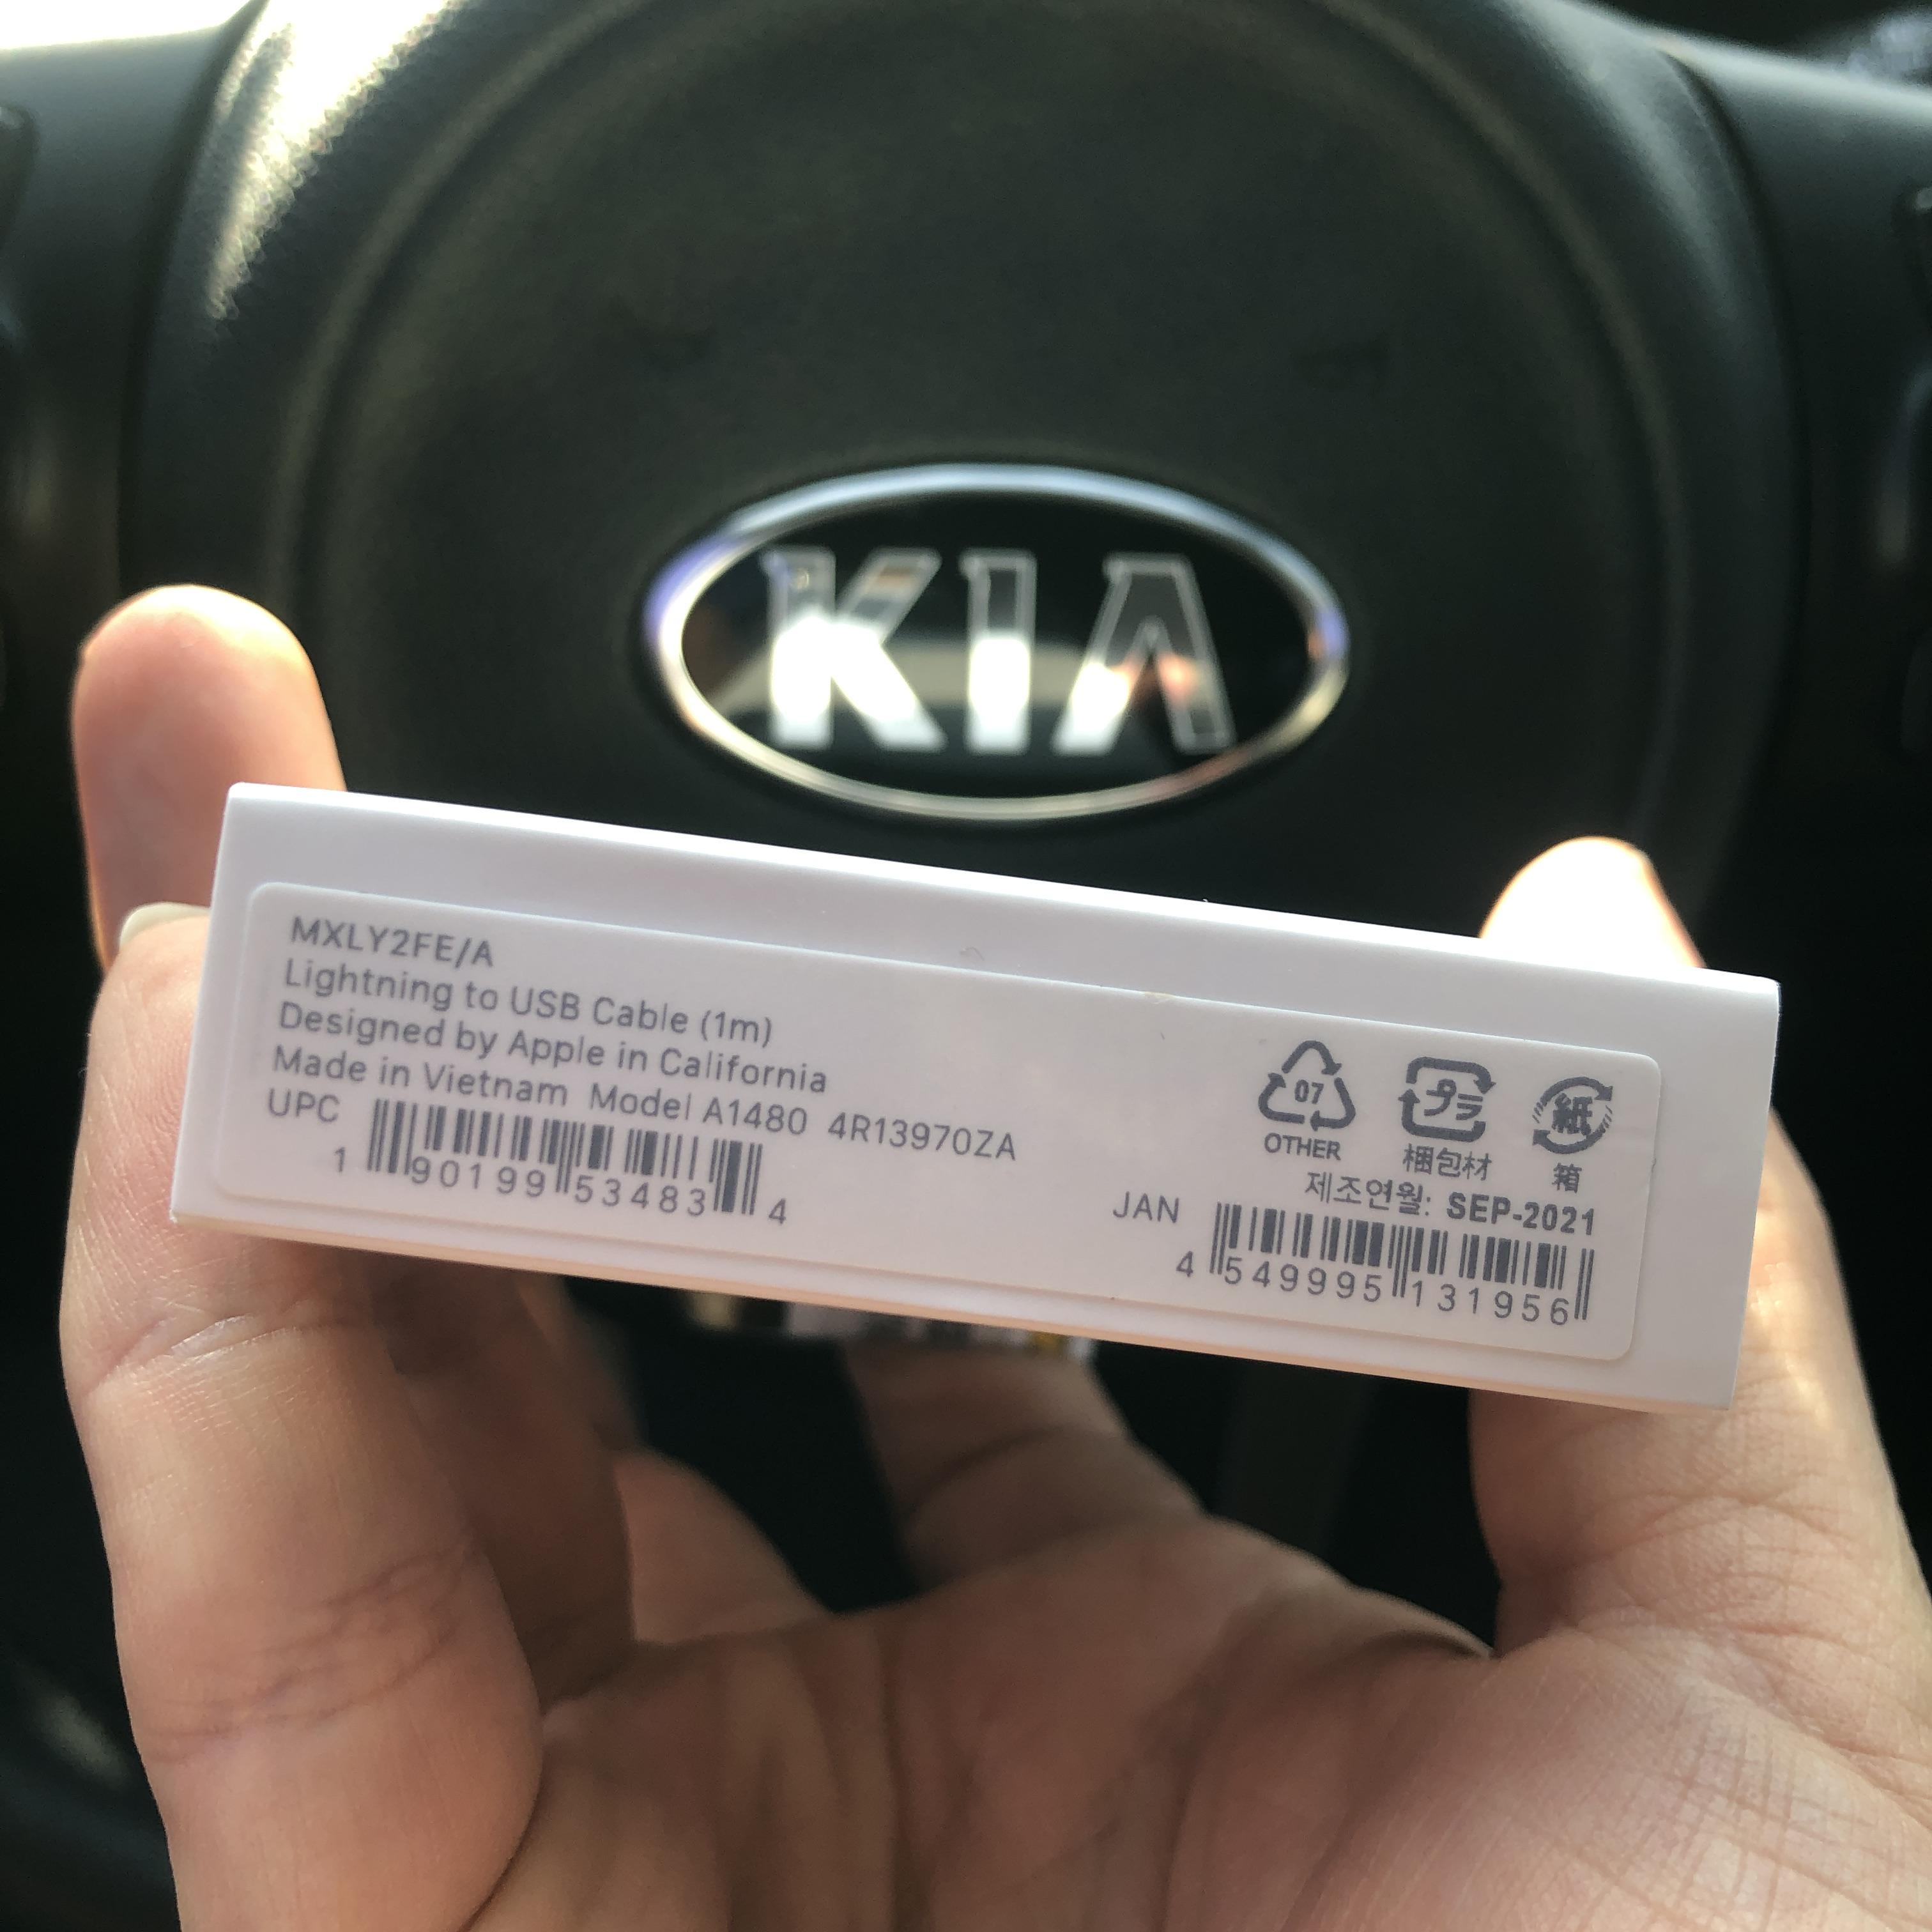 KIA
MXLY2FE/A
Lightning to USB Cable (1m)
Designed by Apple in California
Made in Vietnam Model A1480 4R13970ZA
UPC
1 90199 53483 4
07
OTHER
プラ
梱包材
紙
箱
제조연월: SEP-2021
JAN
4 549995 131956